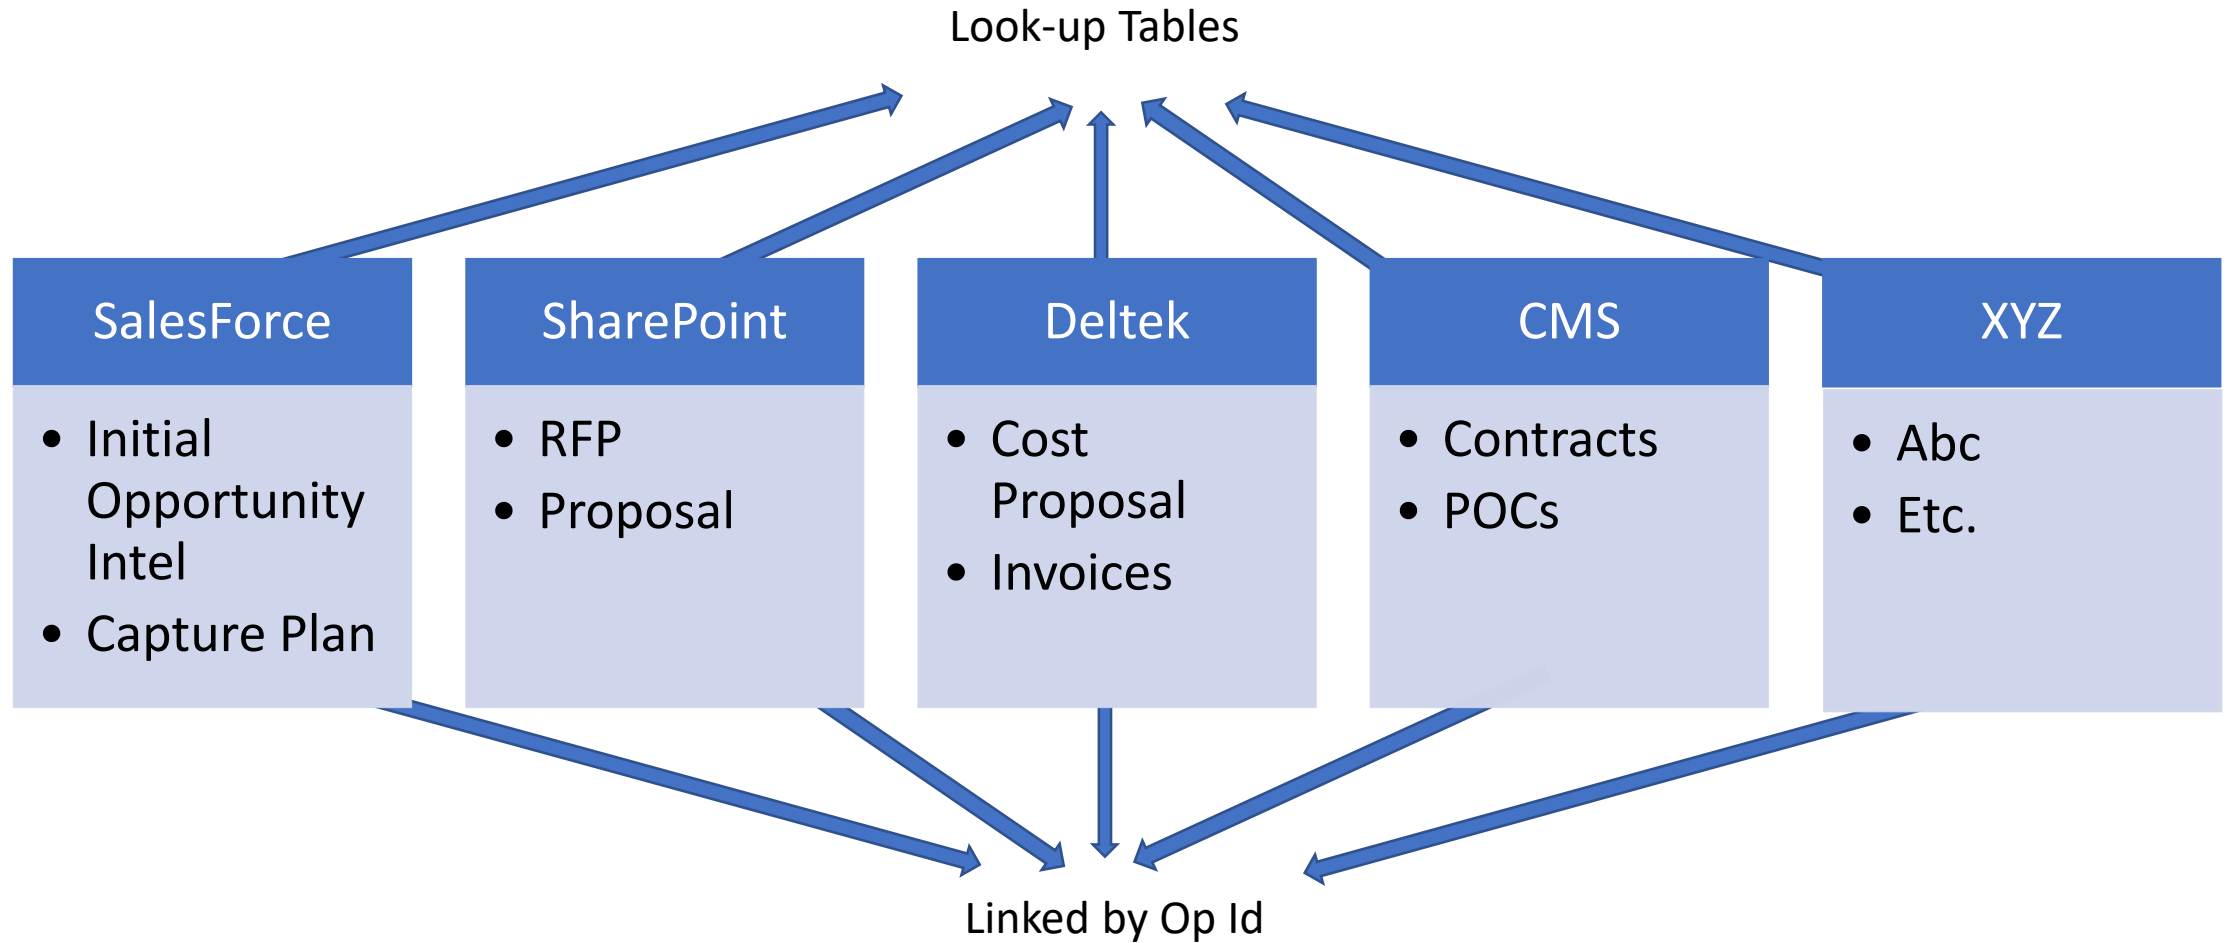 Look-up Tables
SalesForce
• Initial
Opportunity
Intel
• Capture Plan
SharePoint
• RFP
• Proposal
Deltek
• Cost
Proposal
• Invoices
CMS
• Contracts
• POCs
XYZ
• Abc
• Etc.
Linked by Op Id